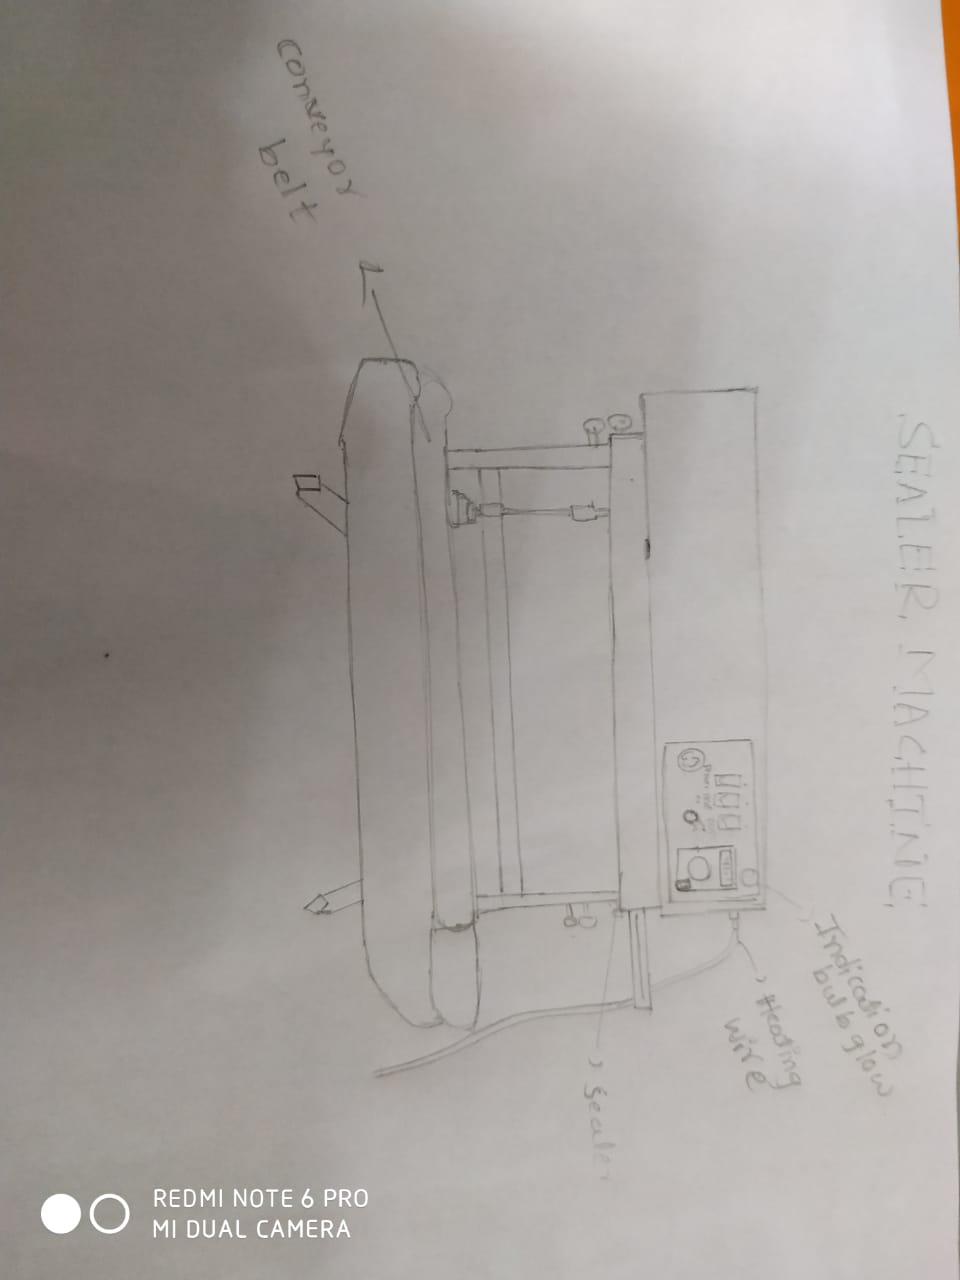 SEALER MACHINE
Indication
bulb glow
Heating
wire
Sealer
conveyor
belt
REDMI NOTE 6 PRO
MI DUAL CAMERA